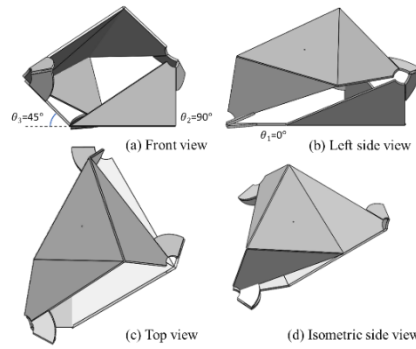 θ₃=45°
θ₂=90°
(a) Front view
θ₁=0°
(b) Left side view
(c) Top view
(d) Isometric side view